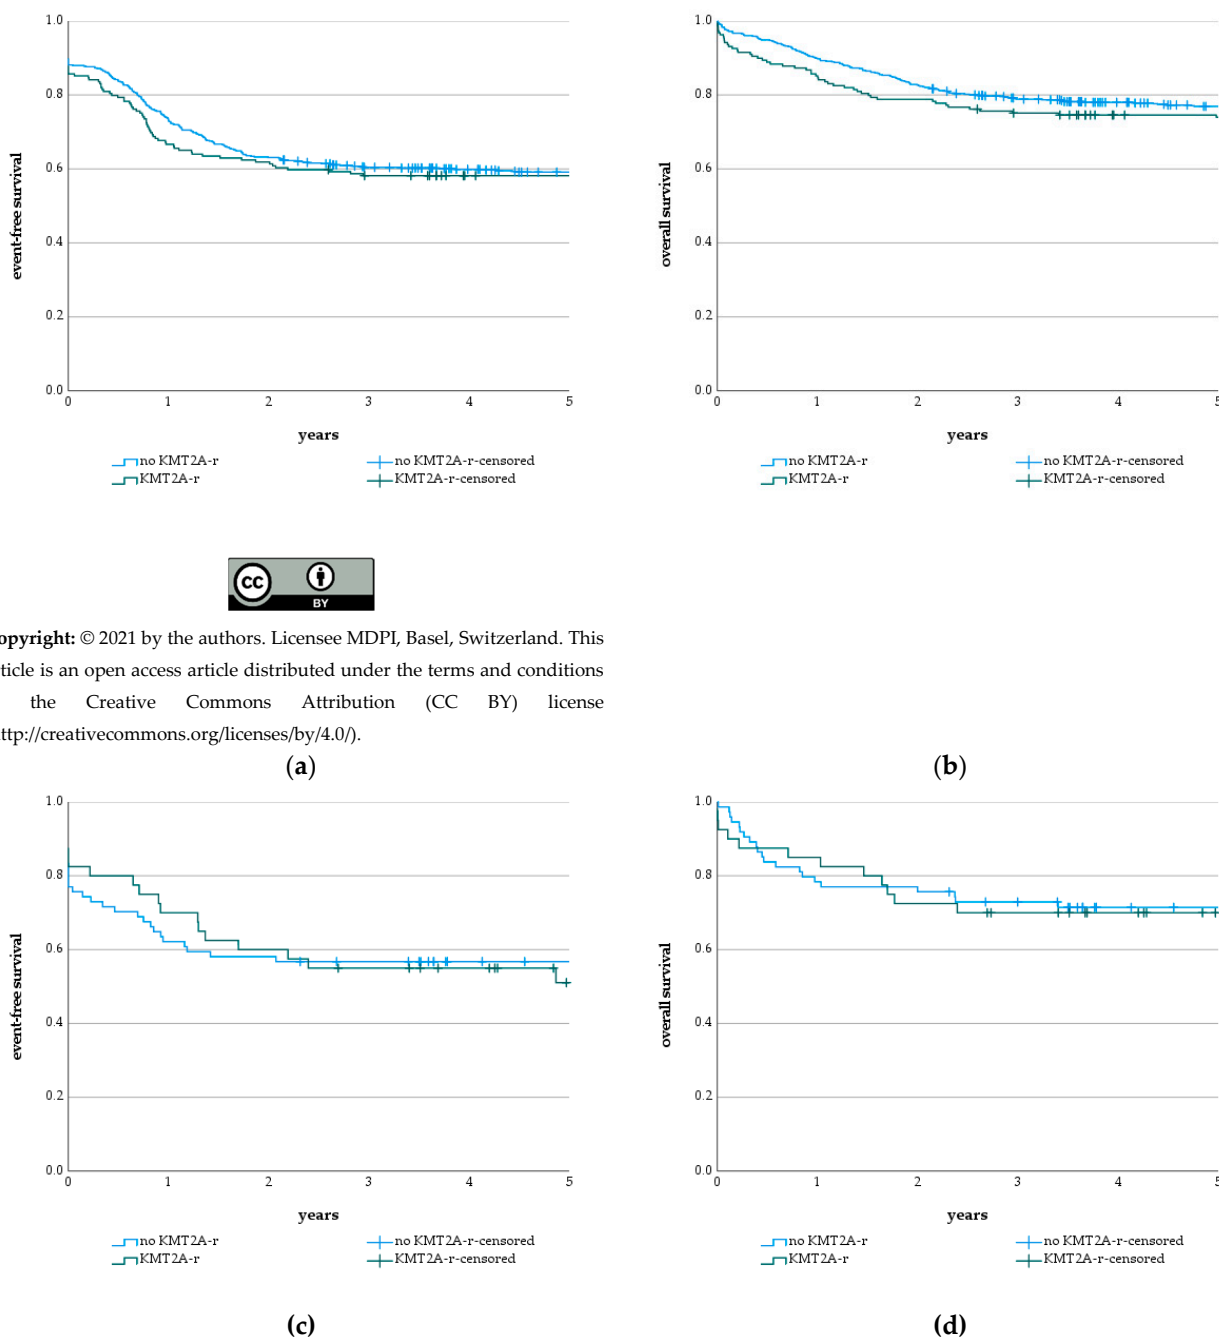 1.0
0.8
0.6
0.4
0.2
0.0
event-free survival
0 1 2 3 4 5
years
no KMT2A-r no KMT2A-r-censored
KMT2A-r KMT2A-r-censored
1.0
0.8
0.6
0.4
0.2
0.0
overall survival
0 1 2 3 4 5
years
no KMT2A-r no KMT2A-r-censored
KMT2A-r KMT2A-r-censored
cc BY
opyright: © 2021 by the authors. Licensee MDPI, Basel, Switzerland. This
ticle is an open access article distributed under the terms and conditions
the Creative Commons Attribution (CC BY) license
ttp://creativecommons.org/licenses/by/4.0/).
(a)
(b)
1.0
0.8
0.6
0.4
0.2
0.0
event-free survival
0 1 2 3 4 5
years
no KMT2A-r no KMT2A-r-censored
KMT2A-r KMT2A-r-censored
1.0
0.8
0.6
0.4
0.2
0.0
overall survival
0 1 2 3 4 5
years
no KMT2A-r no KMT2A-r-censored
KMT2A-r KMT2A-r-censored
(c)
(d)